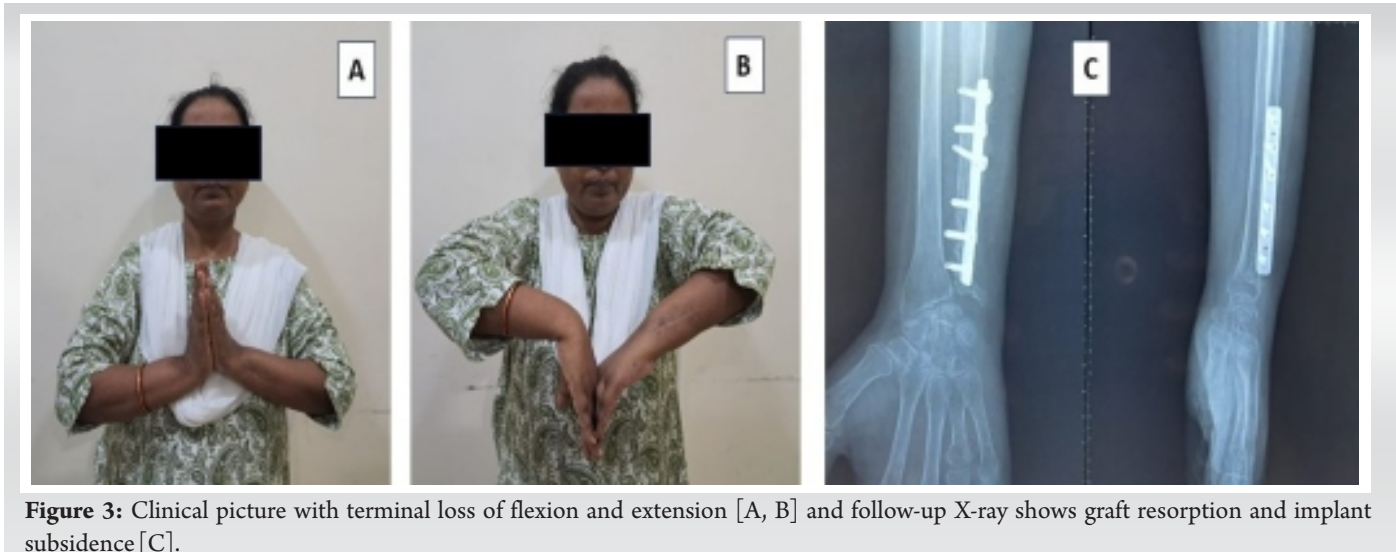 A
B
C
Figure 3: Clinical picture with terminal loss of flexion and extension [A, B] and follow-up X-ray shows graft resorption and implant
subsidence [C].